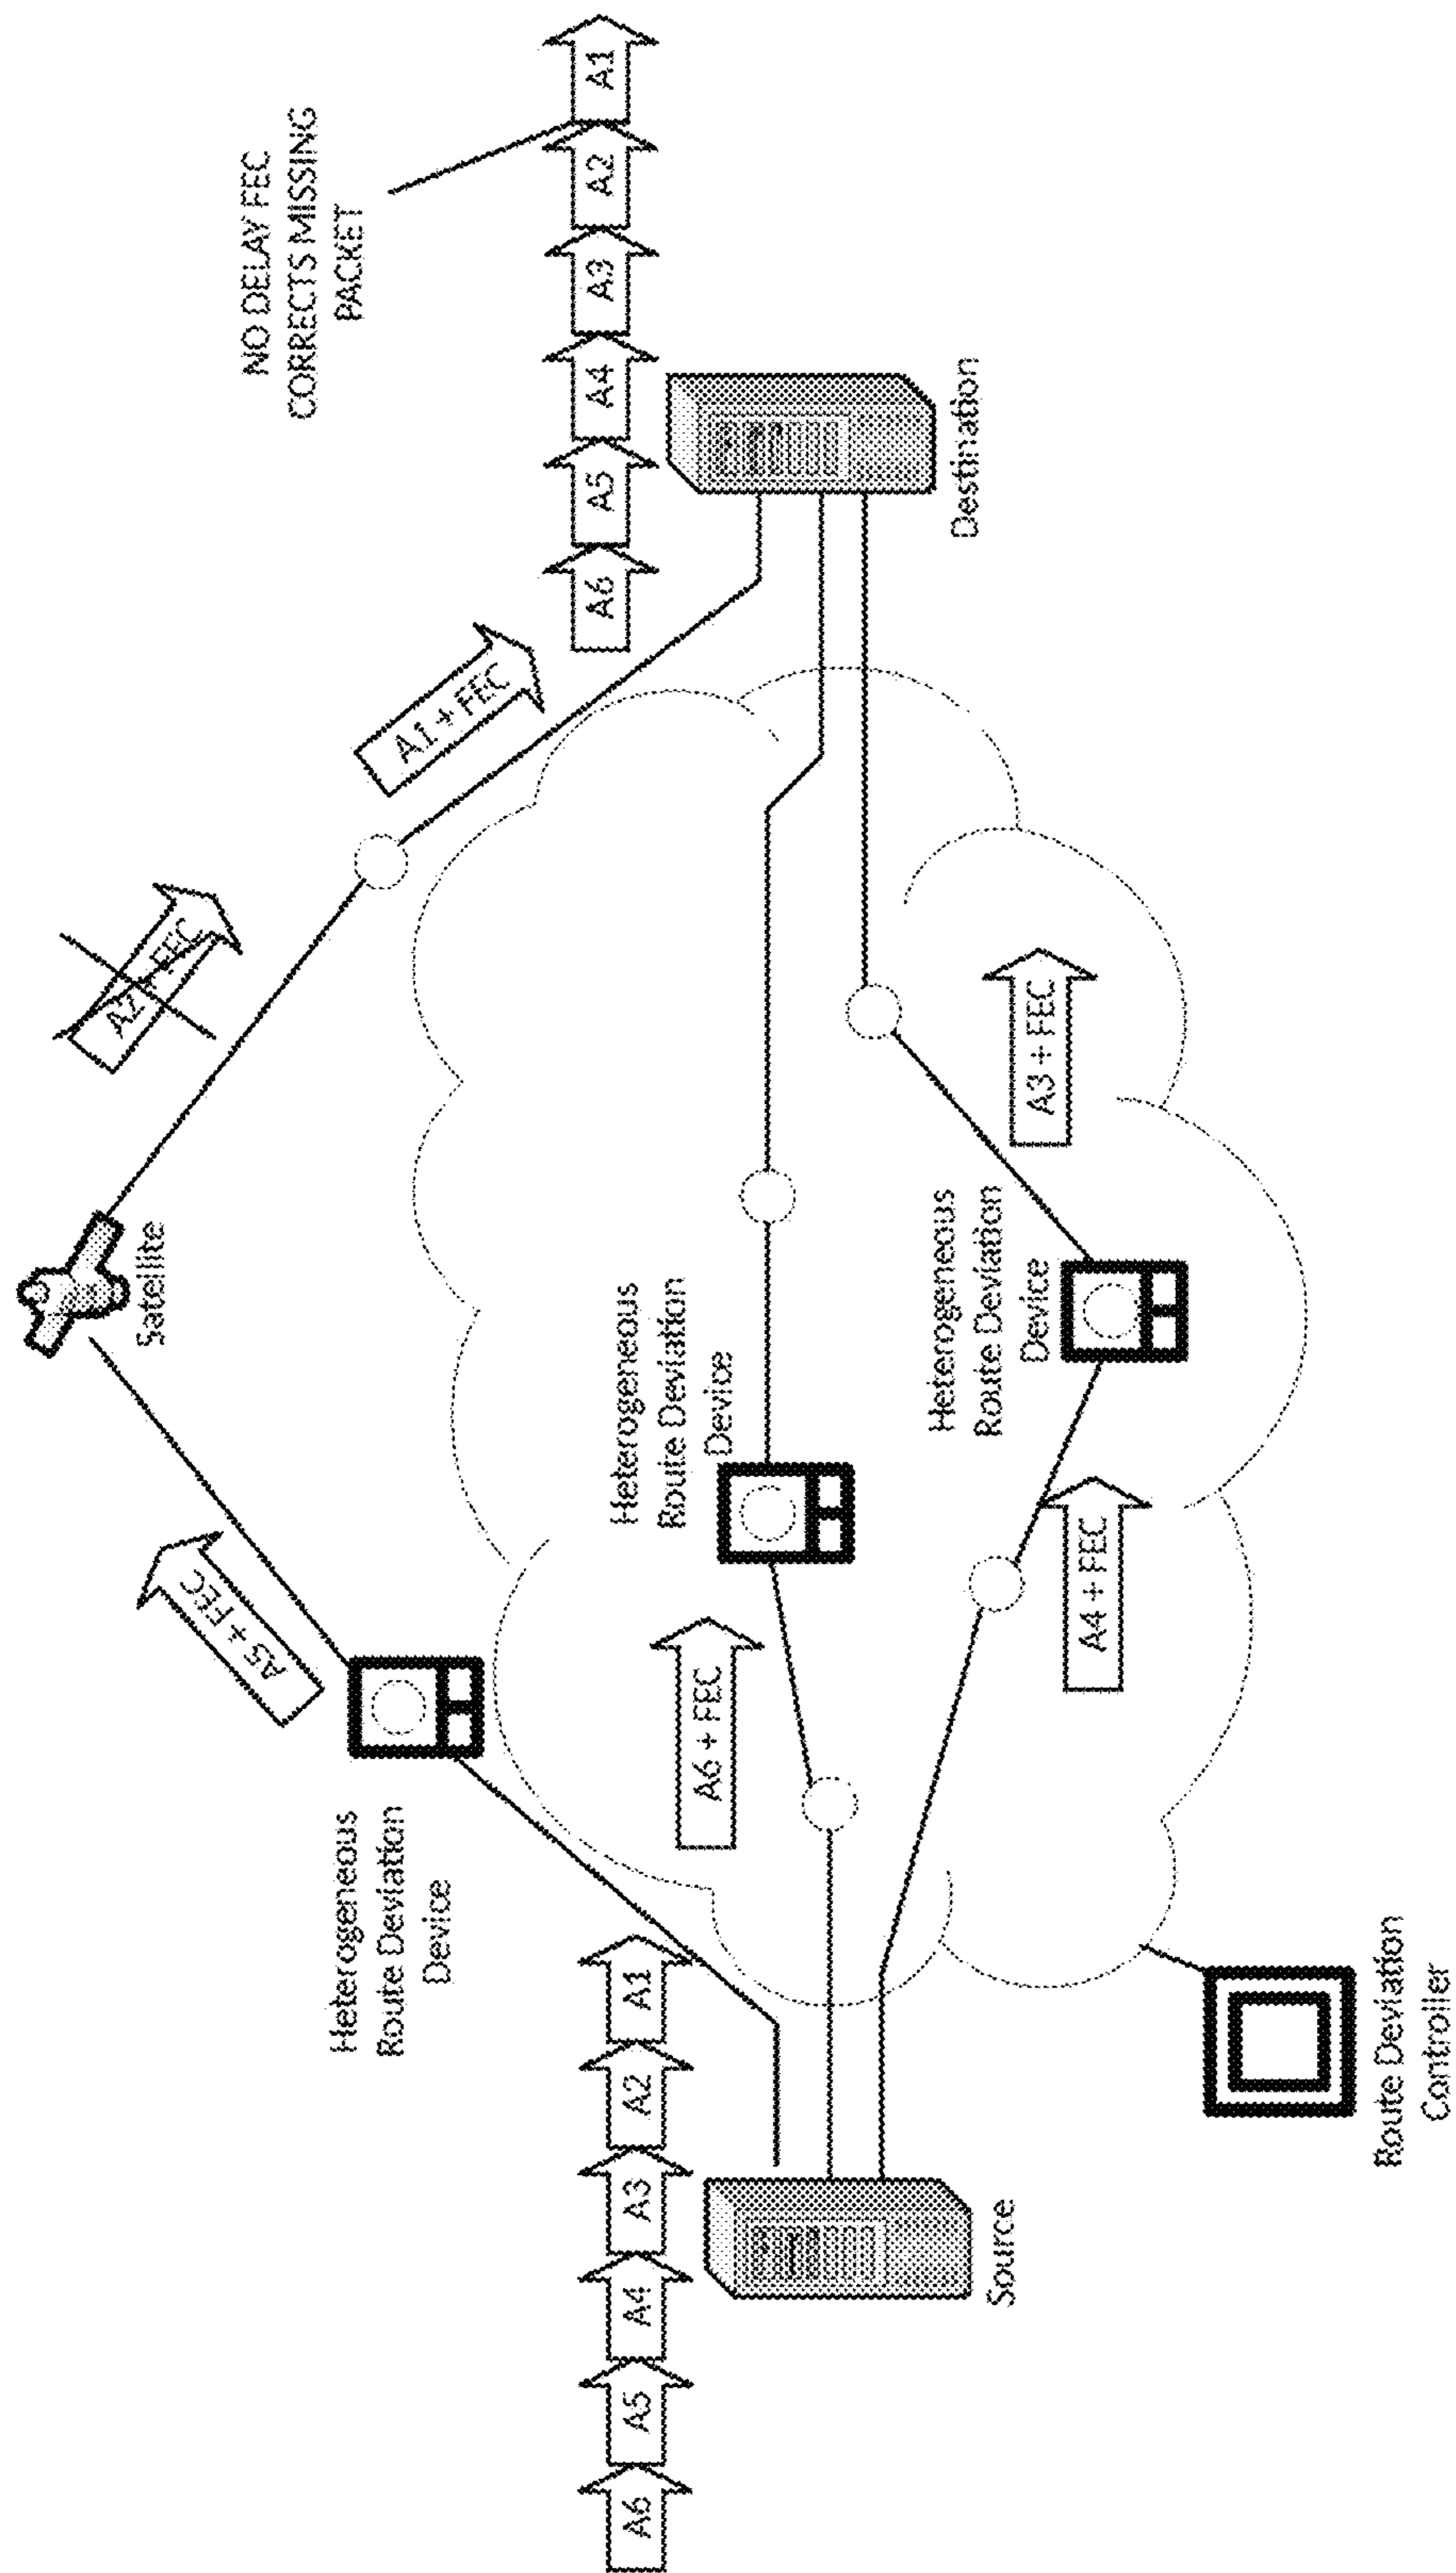 A2 + FEC
Satellite
A5 + FEC
NO DELAY FEC
CORRECTS MISSING
PACKET
Heterogeneous
Route Deviation
Device
A1 + FEC
A6 A5 A4 A3 A2 A1
A6 A5 A4 A3 A2 A1
Heterogeneous
Route Deviation
Device
A6 + FEC
Destination
Heterogeneous
Route Deviation
Device
Source
A3 + FEC
A4 + FEC
Route Deviation
Controller